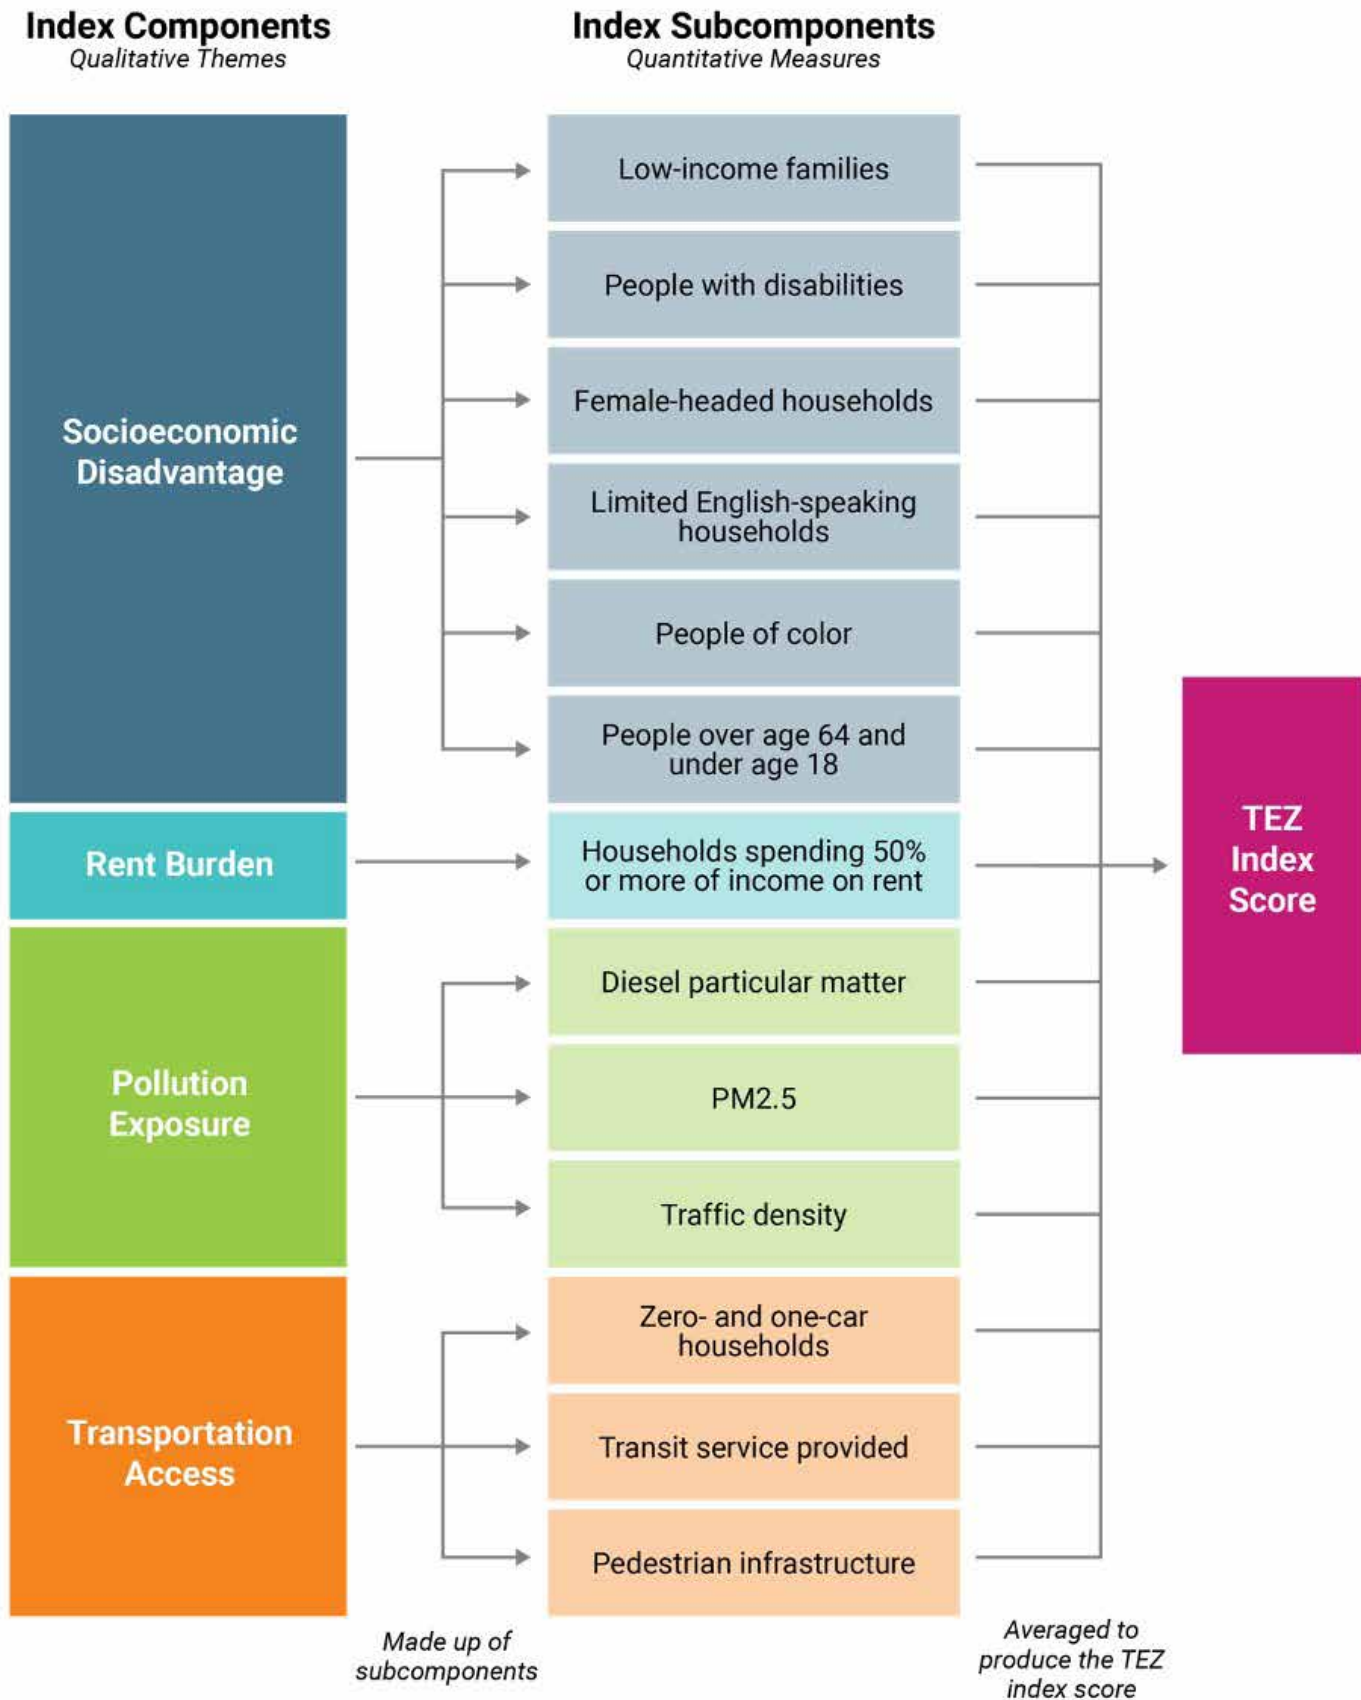 Index Components
Qualitative Themes
Index Subcomponents
Quantitative Measures
Socioeconomic
Disadvantage
Low-income families
People with disabilities
Female-headed households
Limited English-speaking
households
People of color
People over age 64 and
under age 18
Rent Burden
Households spending 50%
or more of income on rent
Pollution
Exposure
Diesel particular matter
PM2.5
Traffic density
Transportation
Access
Zero- and one-car
households
Transit service provided
Pedestrian infrastructure
TEZ
Index
Score
Made up of
subcomponents
Averaged to
produce the TEZ
index score